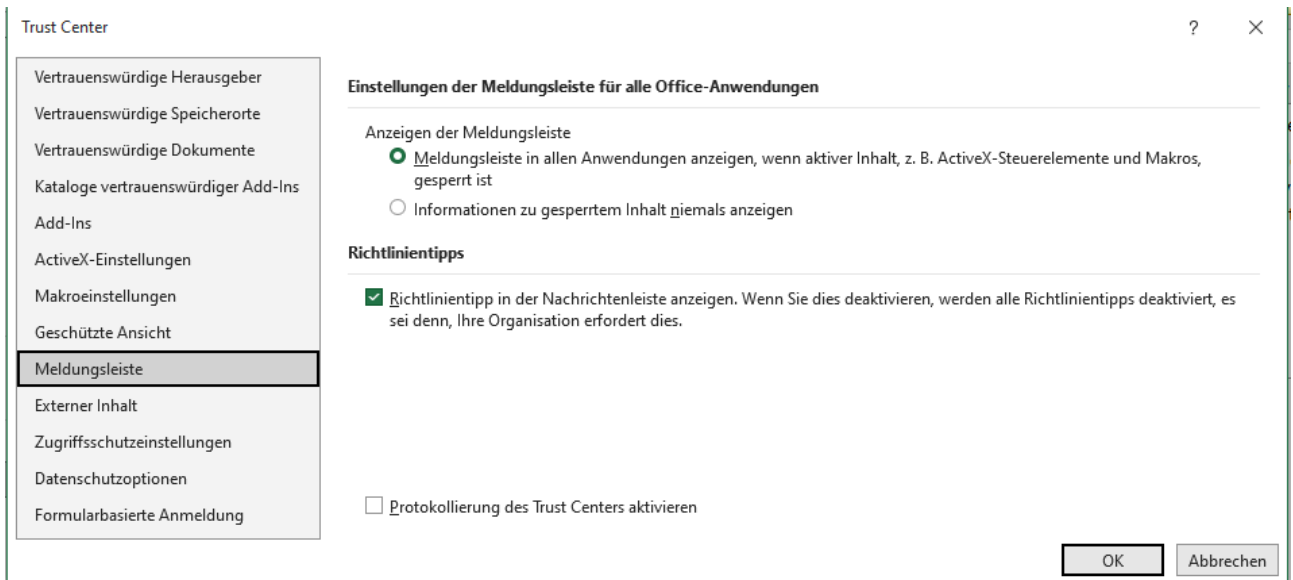 Trust Center
?
Vertrauenswürdige Herausgeber
Vertrauenswürdige Speicherorte
Vertrauenswürdige Dokumente
Kataloge vertrauenswürdiger Add-Ins
Add-Ins
ActiveX-Einstellungen
Makroeinstellungen
Geschützte Ansicht
Meldungsleiste
Externer Inhalt
Zugriffsschutzeinstellungen
Datenschutzoptionen
Formularbasierte Anmeldung
Einstellungen der Meldungsleiste für alle Office-Anwendungen
Anzeigen der Meldungsleiste
Meldungsleiste in allen Anwendungen anzeigen, wenn aktiver Inhalt, z. B. ActiveX-Steuerelemente und Makros,
gesperrt ist
Informationen zu gesperrtem Inhalt niemals anzeigen
Richtlinientipps
Richtlinientipp in der Nachrichtenleiste anzeigen. Wenn Sie dies deaktivieren, werden alle Richtlinientipps deaktiviert, es
sei denn, Ihre Organisation erfordert dies.
Protokollierung des Trust Centers aktivieren
OK
Abbrechen